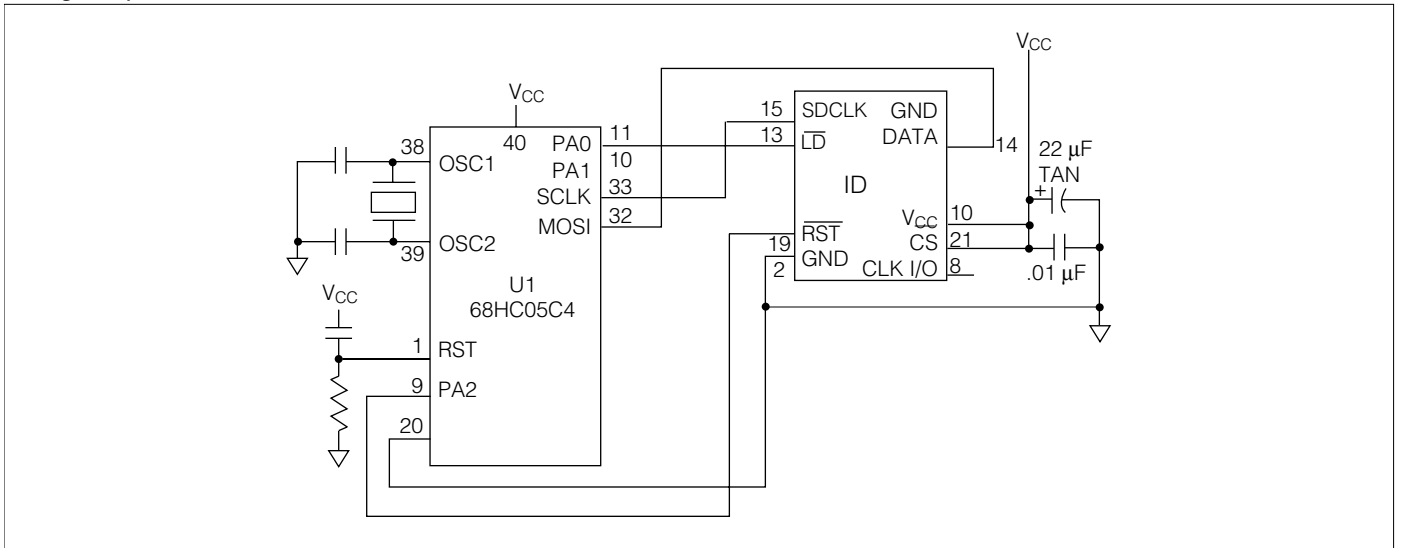 VCC
VCC
15
SDCLK
GND
38
40
PA0
11
13
LD
DATA
14
22 µF
TAN
+
OSC1
PA1
10
SCLK
33
ID
MOSI
32
VCC
10
39
OSC2
RST
19
CS
21
GND
2
CLK I/O
8
.01 µF
U1
68HC05C4
VCC
1
RST
9
PA2
20